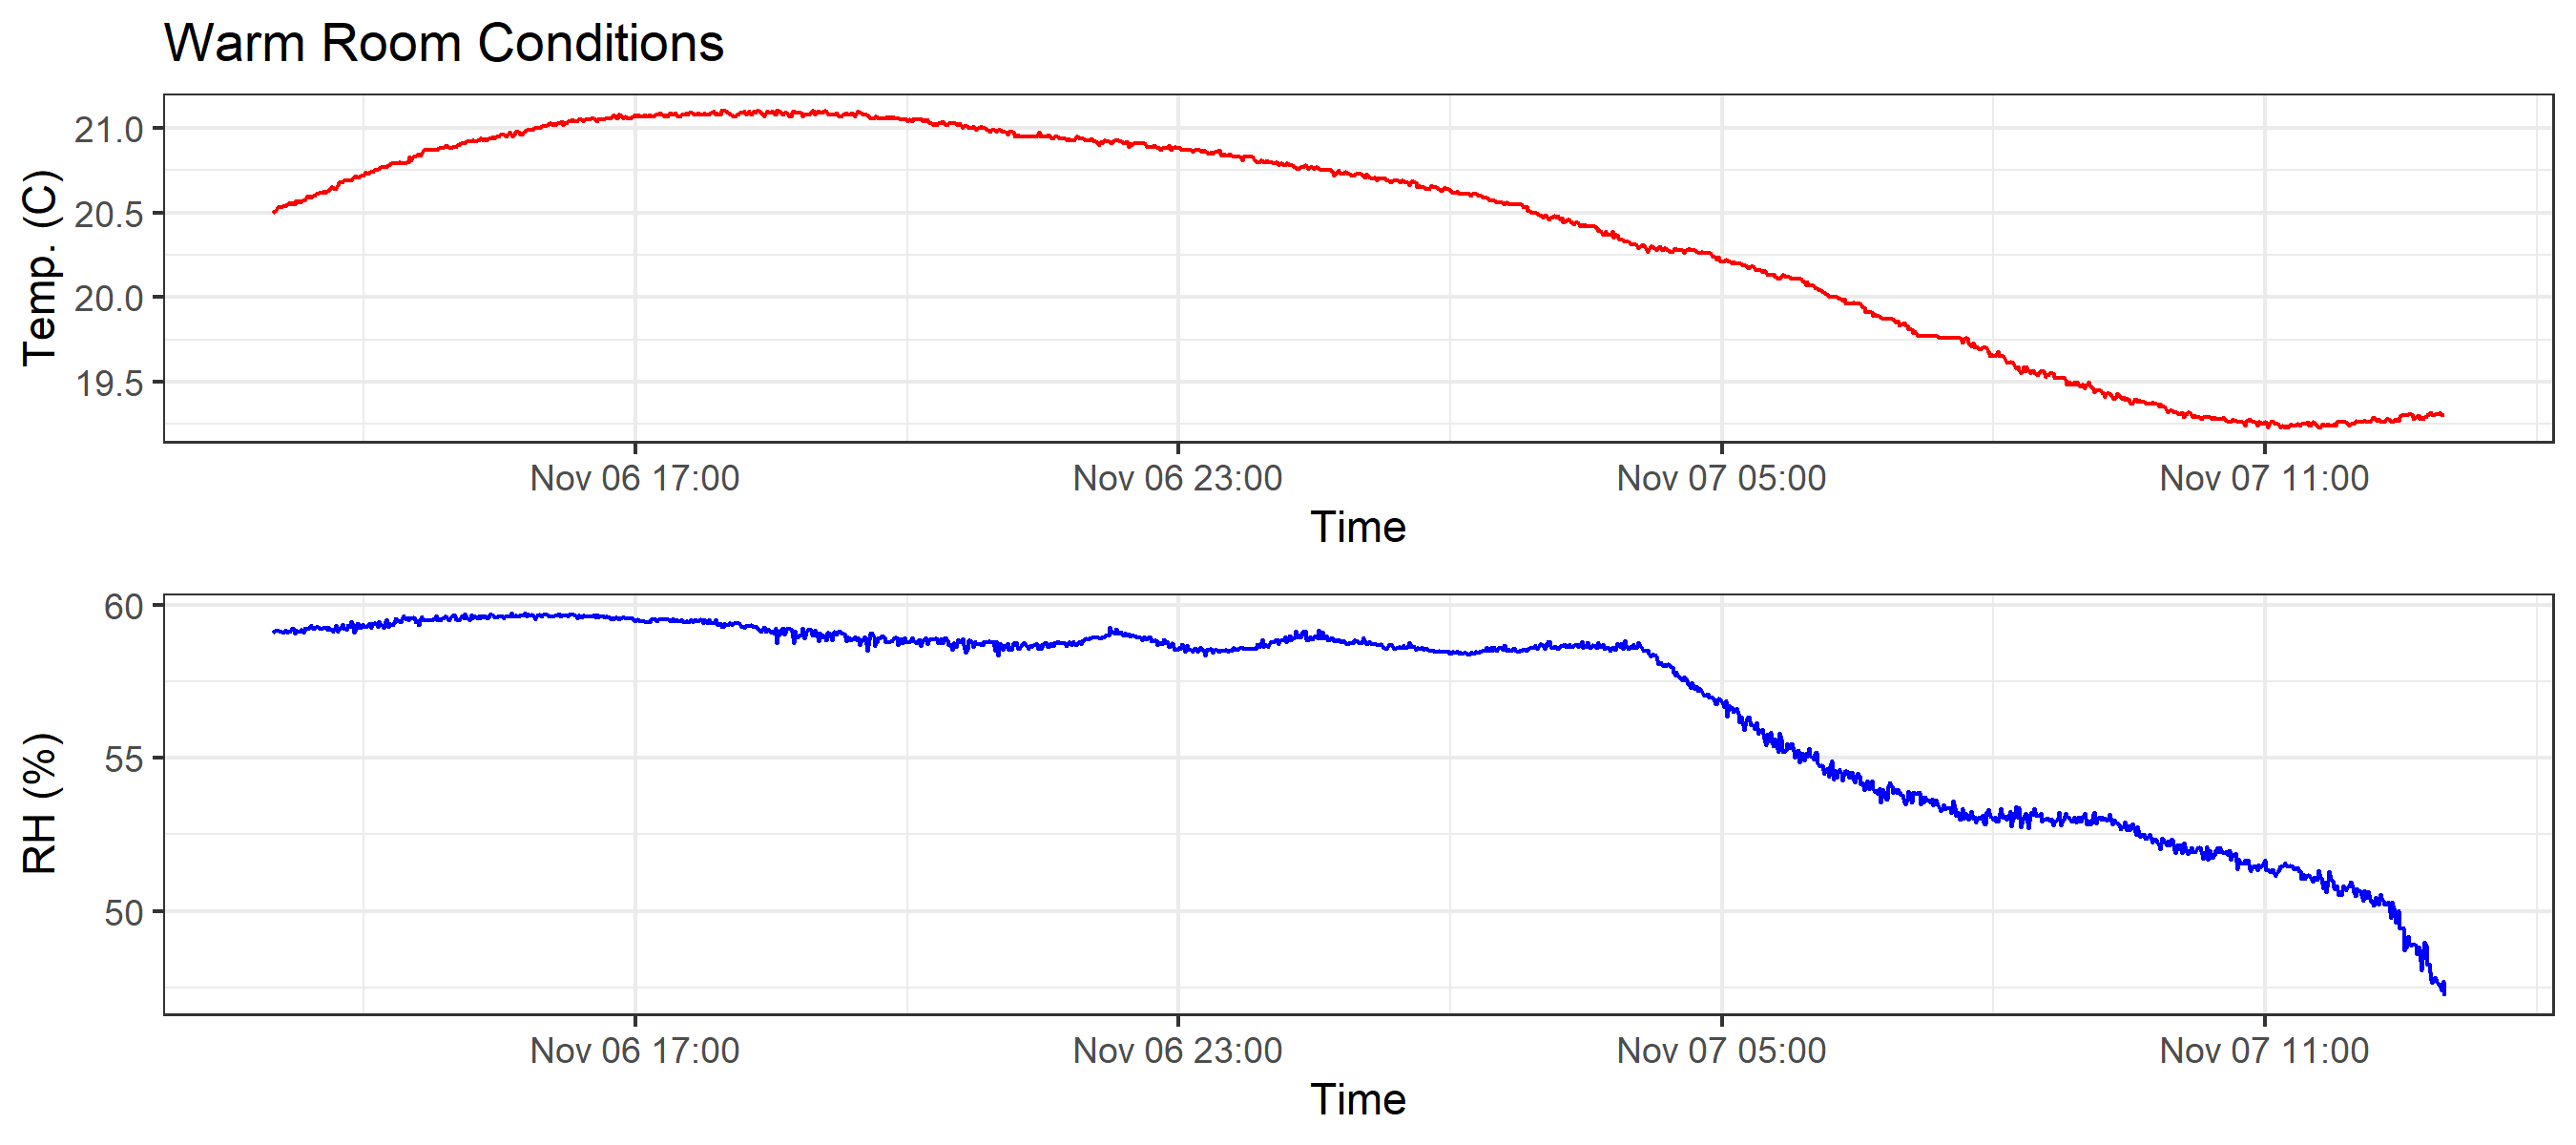 Warm Room Conditions
Temp. (C)
21.0
20.5
20.0
19.5
Nov 06 17:00 Nov 06 23:00 Nov 07 05:00 Nov 07 11:00
Time
RH (%)
60
55
50
Nov 06 17:00 Nov 06 23:00 Nov 07 05:00 Nov 07 11:00
Time